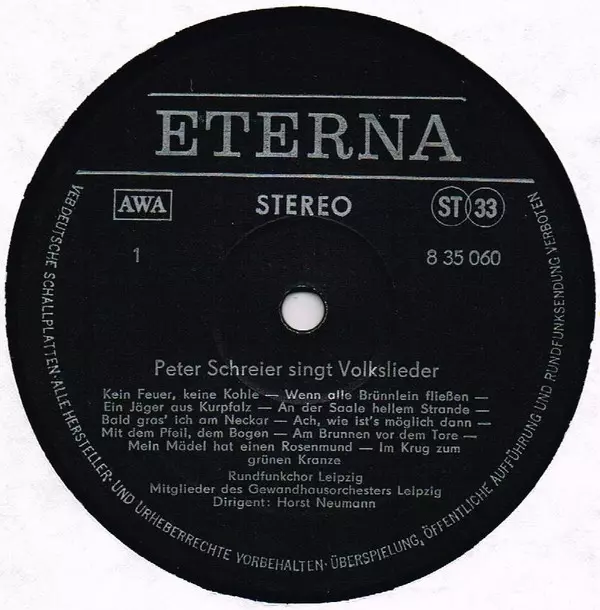 ETERNA
AWA
STEREO
ST 33
1
8 35 060
Peter Schreier singt Volkslieder
Kein Feuer, keine Kohle — Wenn alle Brünnlein fließen —
Ein Jäger aus Kurpfalz — An der Saale hellem Strande —
Bald gras' ich am Neckar — Ach, wie ist's möglich dann —
Mit dem Pfeil, dem Bogen — Am Brunnen vor dem Tore —
Mein Mädel hat einen Rosenmund — Im Krug zum
grünen Kranze
Rundfunkchor Leipzig
Mitglieder des Gewandhausorchesters Leipzig
Dirigent: Horst Neumann
VEB DEUTSCHE SCHALLPLATTEN · ALLE HERSTELLER- UND URHEBERRECHTE VORBEHALTEN · ÜBERSPIELUNG, ÖFFENTLICHE AUFFÜHRUNG UND RUNDFUNKSENDUNG VERBOTEN